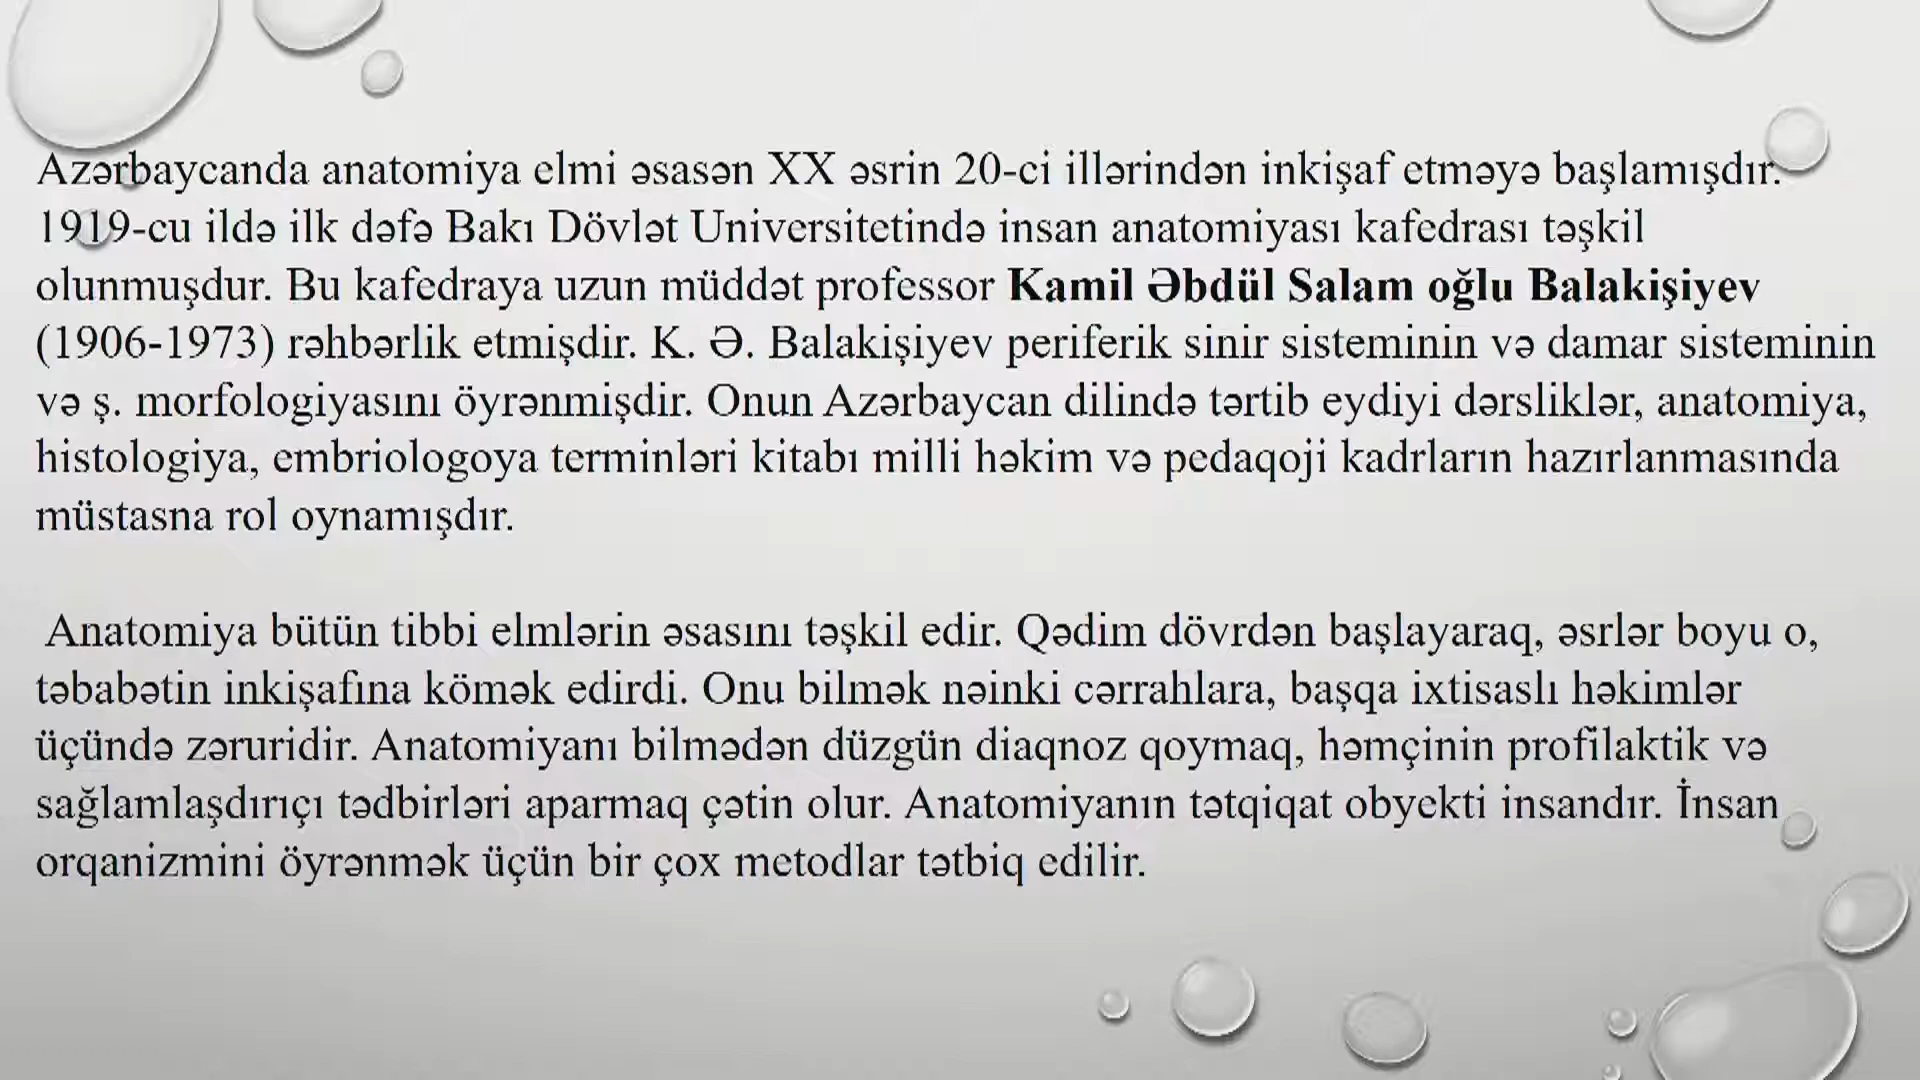 Azərbaycanda anatomiya elmi əsasən XX əsrin 20-ci illərindən inkişaf etməyə başlamışdır.
1919-cu ildə ilk dəfə Bakı Dövlət Universitetində insan anatomiyası kafedrası təşkil
olunmuşdur. Bu kafedraya uzun müddət professor Kamil Əbdül Salam oğlu Balakişiyev
(1906-1973) rəhbərlik etmişdir. K. Ə. Balakişiyev periferik sinir sisteminin və damar sisteminin
və ş. morfologiyasını öyrənmişdir. Onun Azərbaycan dilində tərtib eydiyi dərsliklər, anatomiya,
histologiya, embriologoya terminləri kitabı milli həkim və pedaqoji kadrların hazırlanmasında
müstasna rol oynamışdır.
Anatomiya bütün tibbi elmlərin əsasını təşkil edir. Qədim dövrdən başlayaraq, əsrlər boyu o,
təbabətin inkişafına kömək edirdi. Onu bilmək nəinki cərrahlara, başqa ixtisaslı həkimlər
üçündə zəruridir. Anatomiyanı bilmədən düzgün diaqnoz qoymaq, həmçinin profilaktik və
sağlamlaşdırıçı tədbirləri aparmaq çətin olur. Anatomiyanın tətqiqat obyekti insandır. İnsan
orqanizmini öyrənmək üçün bir çox metodlar tətbiq edilir.